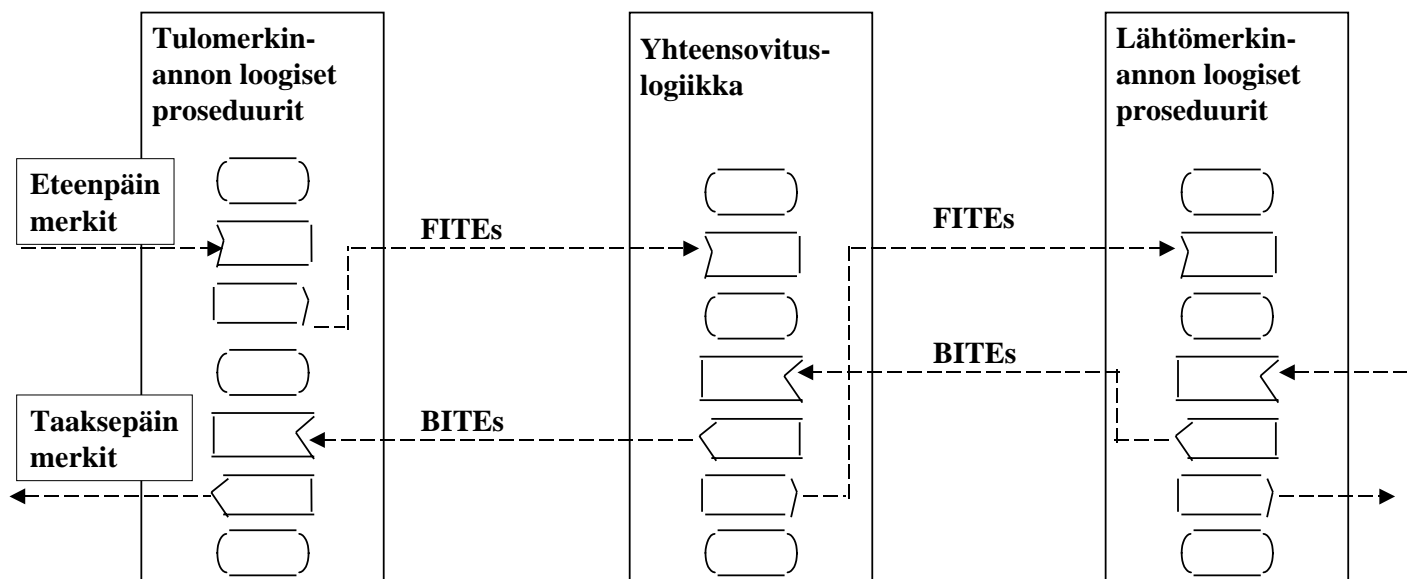 Tulomerkin-
annon loogiset
proseduurit
Yhteensovitus-
logiikka
Lähtömerkin-
annon loogiset
proseduurit
Eteenpäin
merkit
FITEs
FITEs
BITEs
Taaksepäin
merkit
BITEs